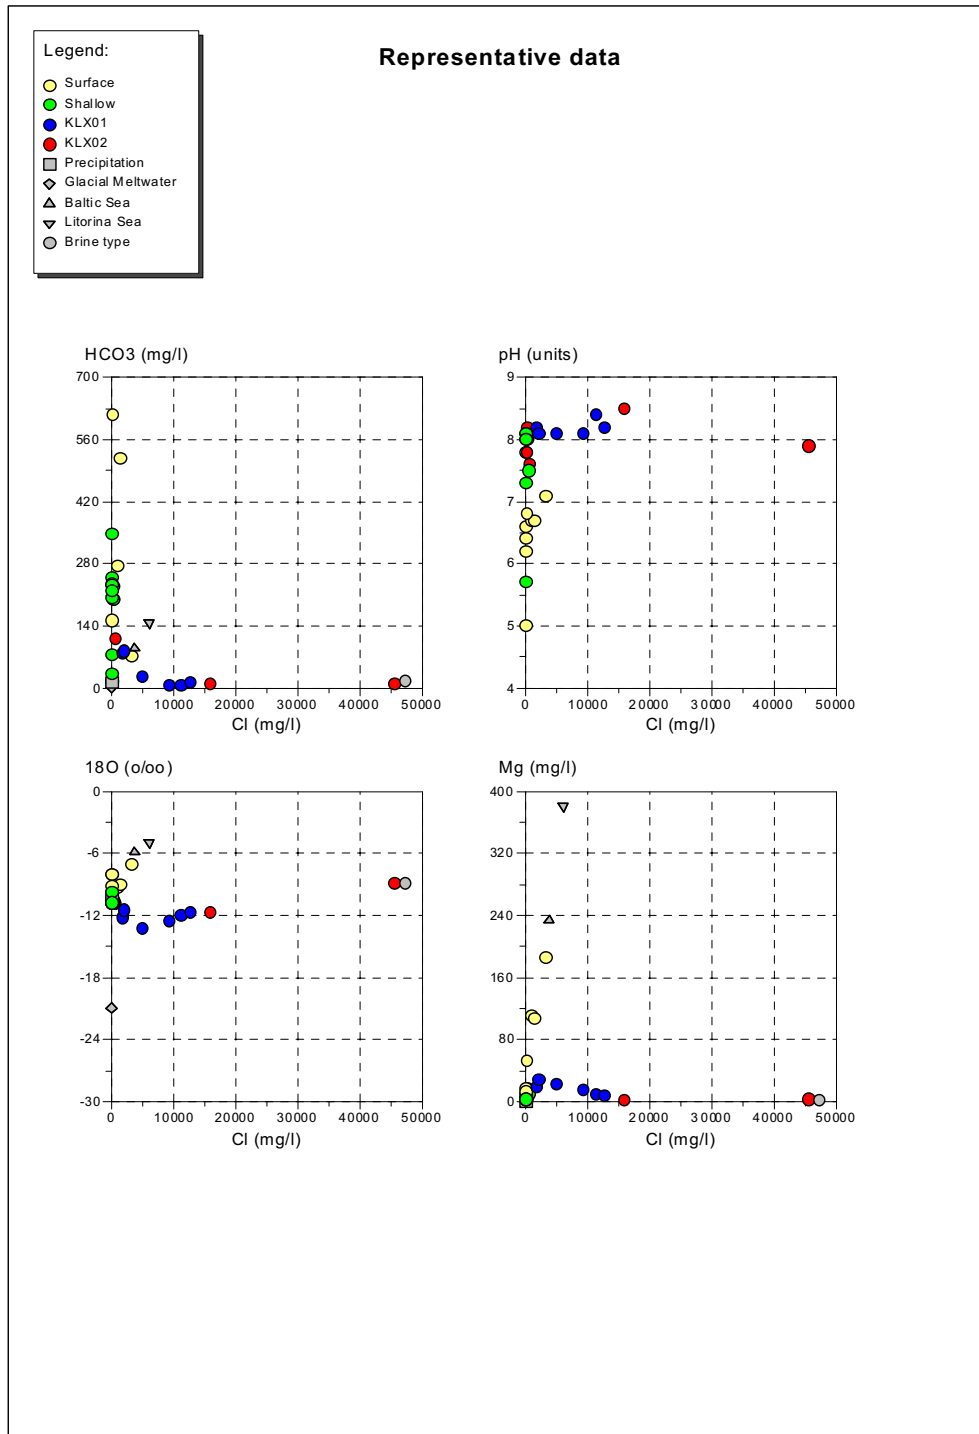 Representative data
Legend:
Surface
Shallow
KLX01
KLX02
Precipitation
Glacial Meltwater
Baltic Sea
Litorina Sea
Brine type
HCO3 (mg/l)
700
560
420
280
140
0
0 10000 20000 30000 40000 50000
Cl (mg/l)
pH (units)
9
8
7
6
5
4
0 10000 20000 30000 40000 50000
Cl (mg/l)
18O (o/oo)
0
-6
-12
-18
-24
-30
0 10000 20000 30000 40000 50000
Cl (mg/l)
Mg (mg/l)
400
320
240
160
80
0
0 10000 20000 30000 40000 50000
Cl (mg/l)